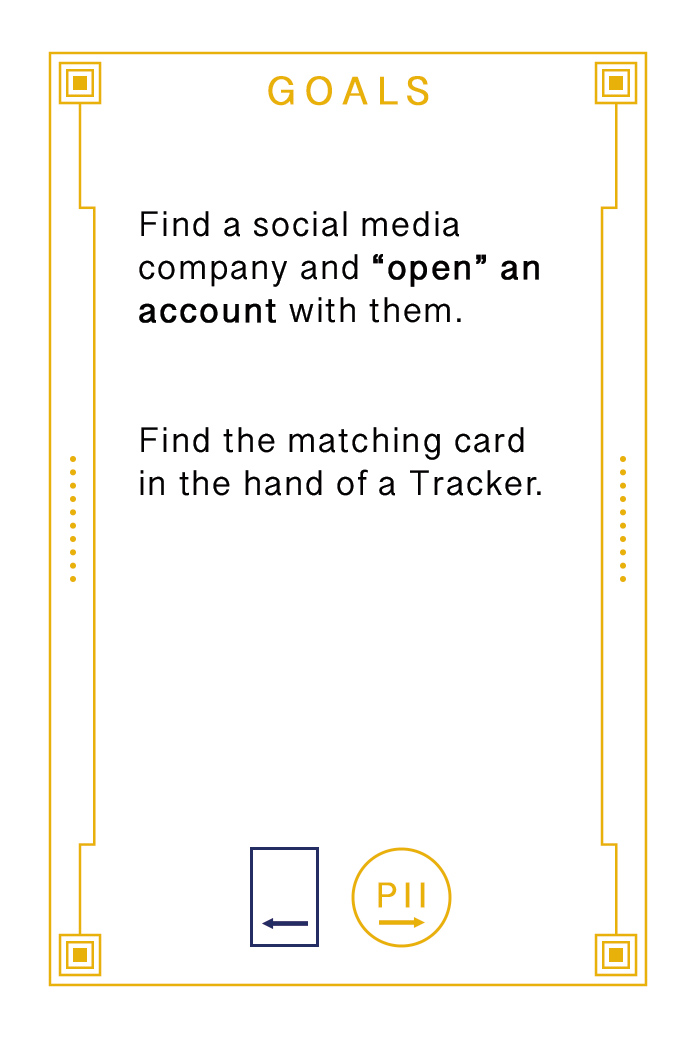 GOALS
Find a social media
company and “open” an
account with them.
Find the matching card
in the hand of a Tracker.
PII